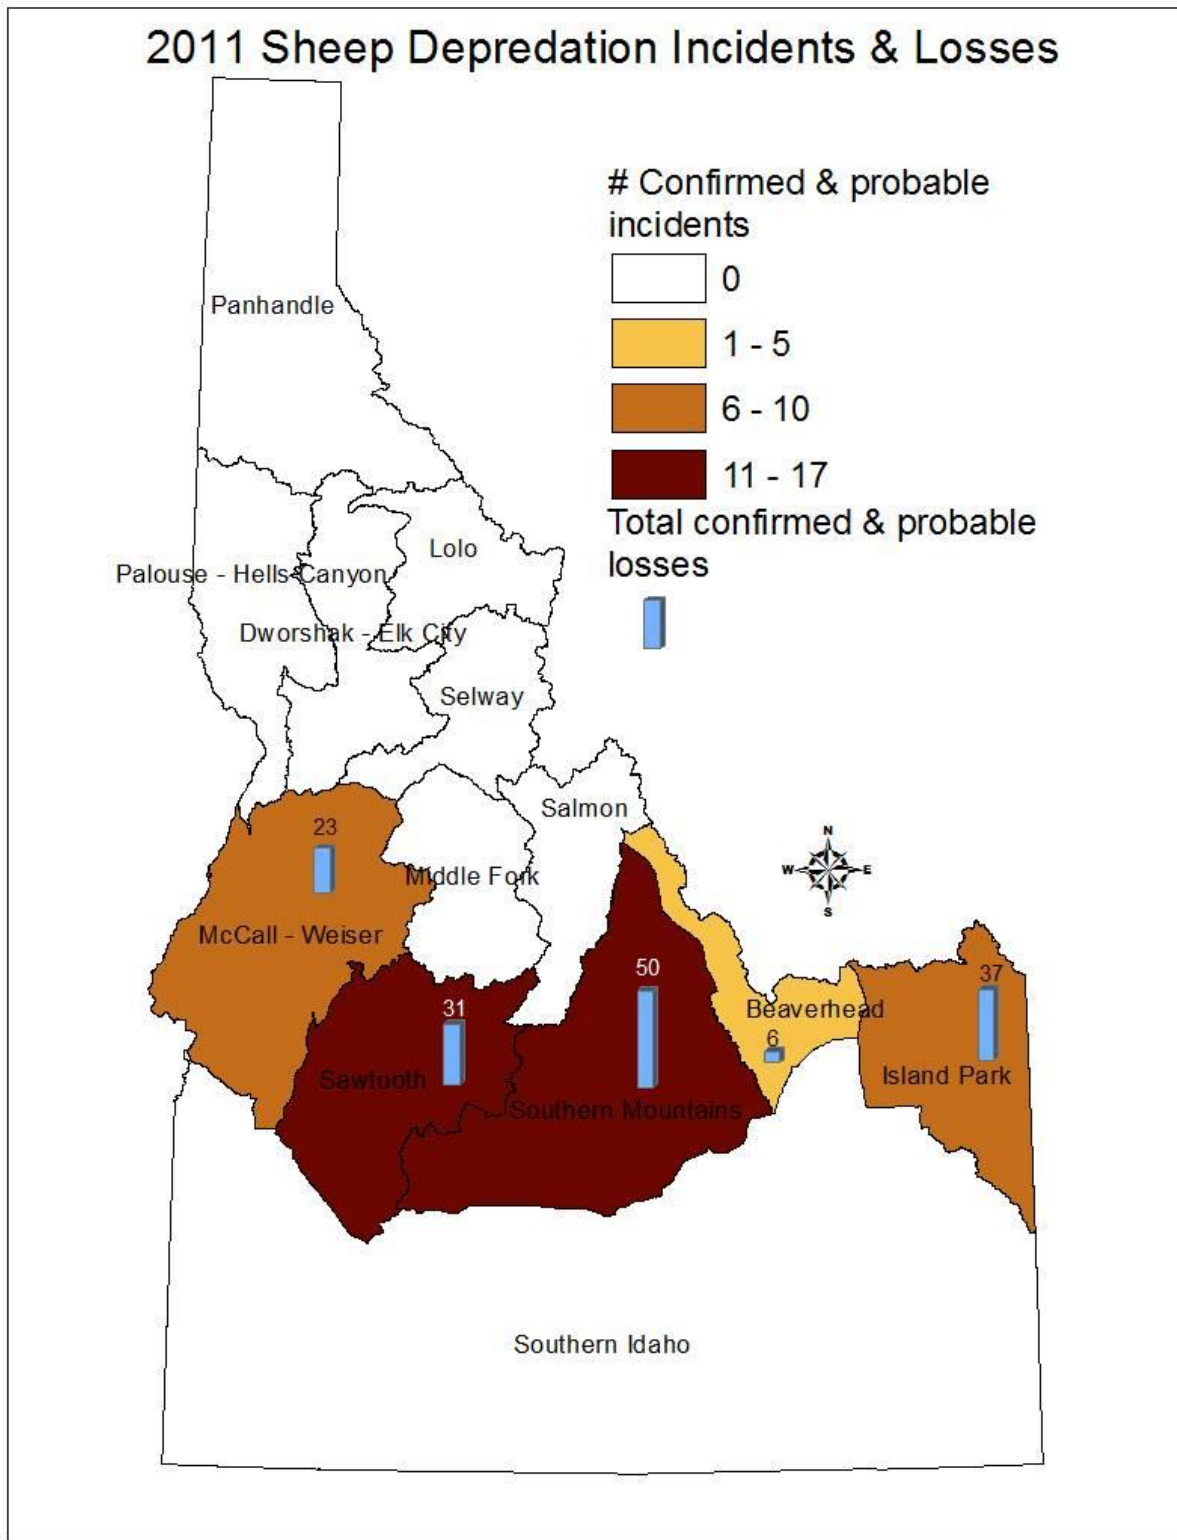 2011 Sheep Depredation Incidents & Losses
# Confirmed & probable
incidents
0
1 - 5
6 - 10
11 - 17
Total confirmed & probable
losses
Panhandle
Lolo
Palouse - Hells Canyon
Dworshak - Elk City
Selway
Salmon
23
Middle Fork
McCall - Weiser
N
W
E
S
50
37
31
Beaverhead
6
Sawtooth
Island Park
Southern Mountains
Southern Idaho